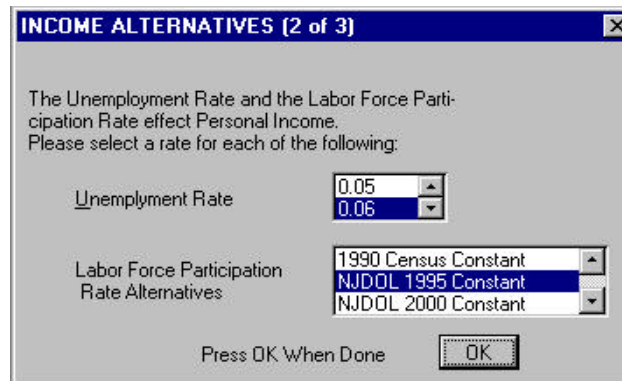 INCOME ALTERNATIVES (2 of 3)
The Unemployment Rate and the Labor Force Parti-
cipation Rate effect Personal Income.
Please select a rate for each of the following:
Unemplyment Rate
0.05
0.06
Labor Force Participation
Rate Alternatives
1990 Census Constant
NJDOL 1995 Constant
NJDOL 2000 Constant
Press OK When Done
OK